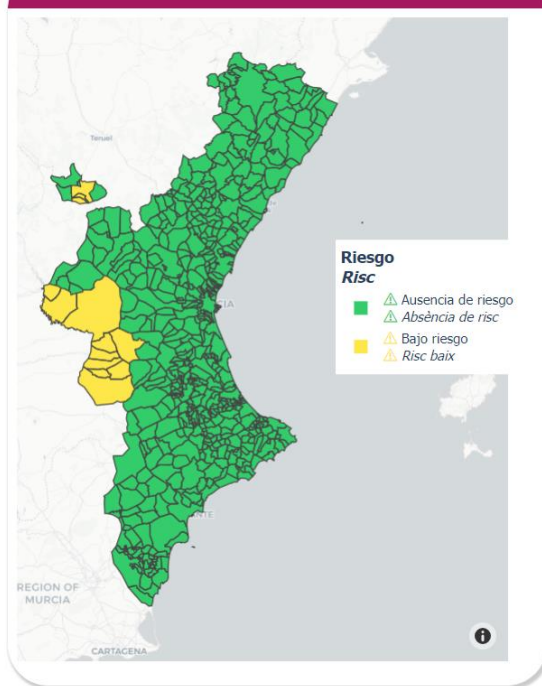 Teruel
Riesgo
Risc
Ausencia de riesgo
Absència de risc
Bajo riesgo
Risc baix
REGION OF
MURCIA
CARTAGENA